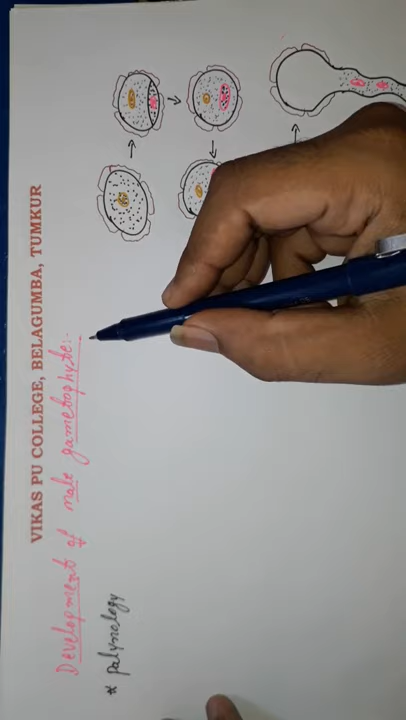 VIKAS PU COLLEGE, BELAGUMBA, TUMKUR
Development of male gametophyte:-
* Palynology